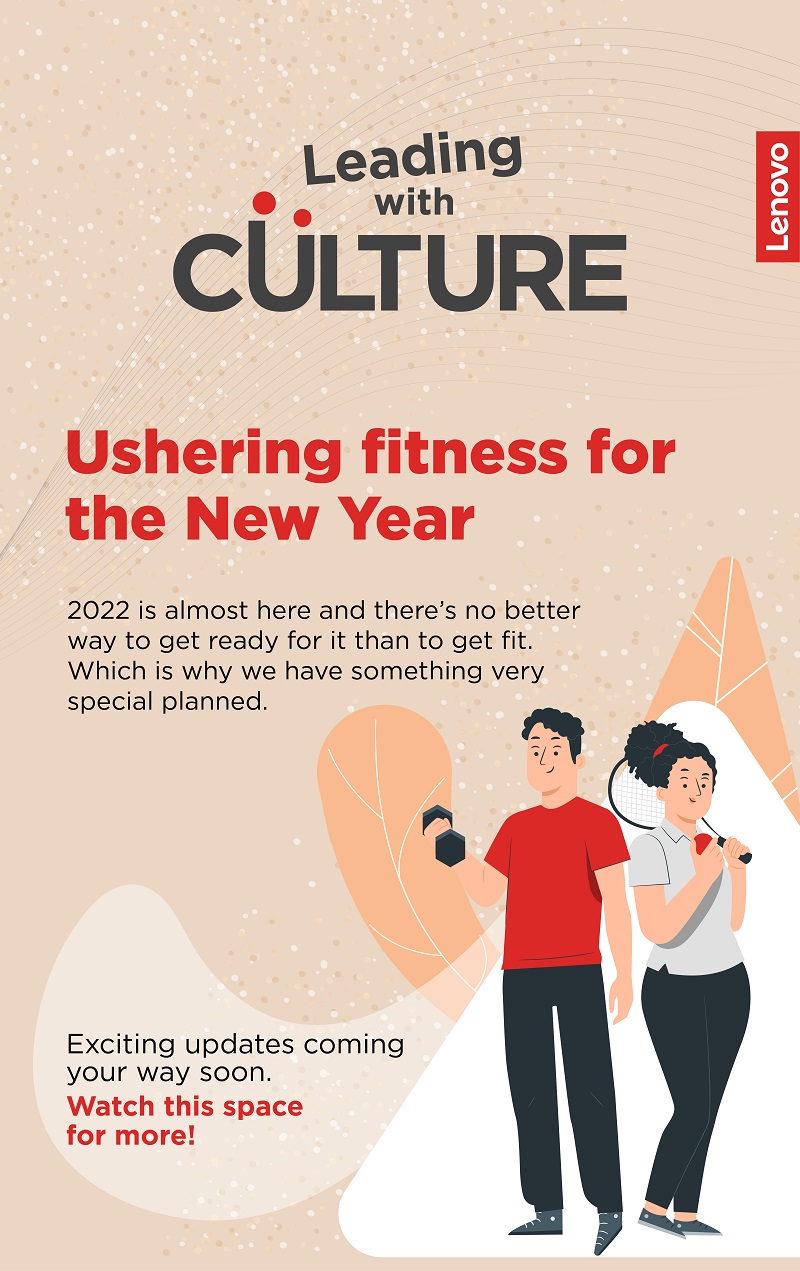 Leading
with
CÜLTURE
Lenovo
Ushering fitness for
the New Year
2022 is almost here and there’s no better
way to get ready for it than to get fit.
Which is why we have something very
special planned.
Exciting updates coming
your way soon.
Watch this space
for more!